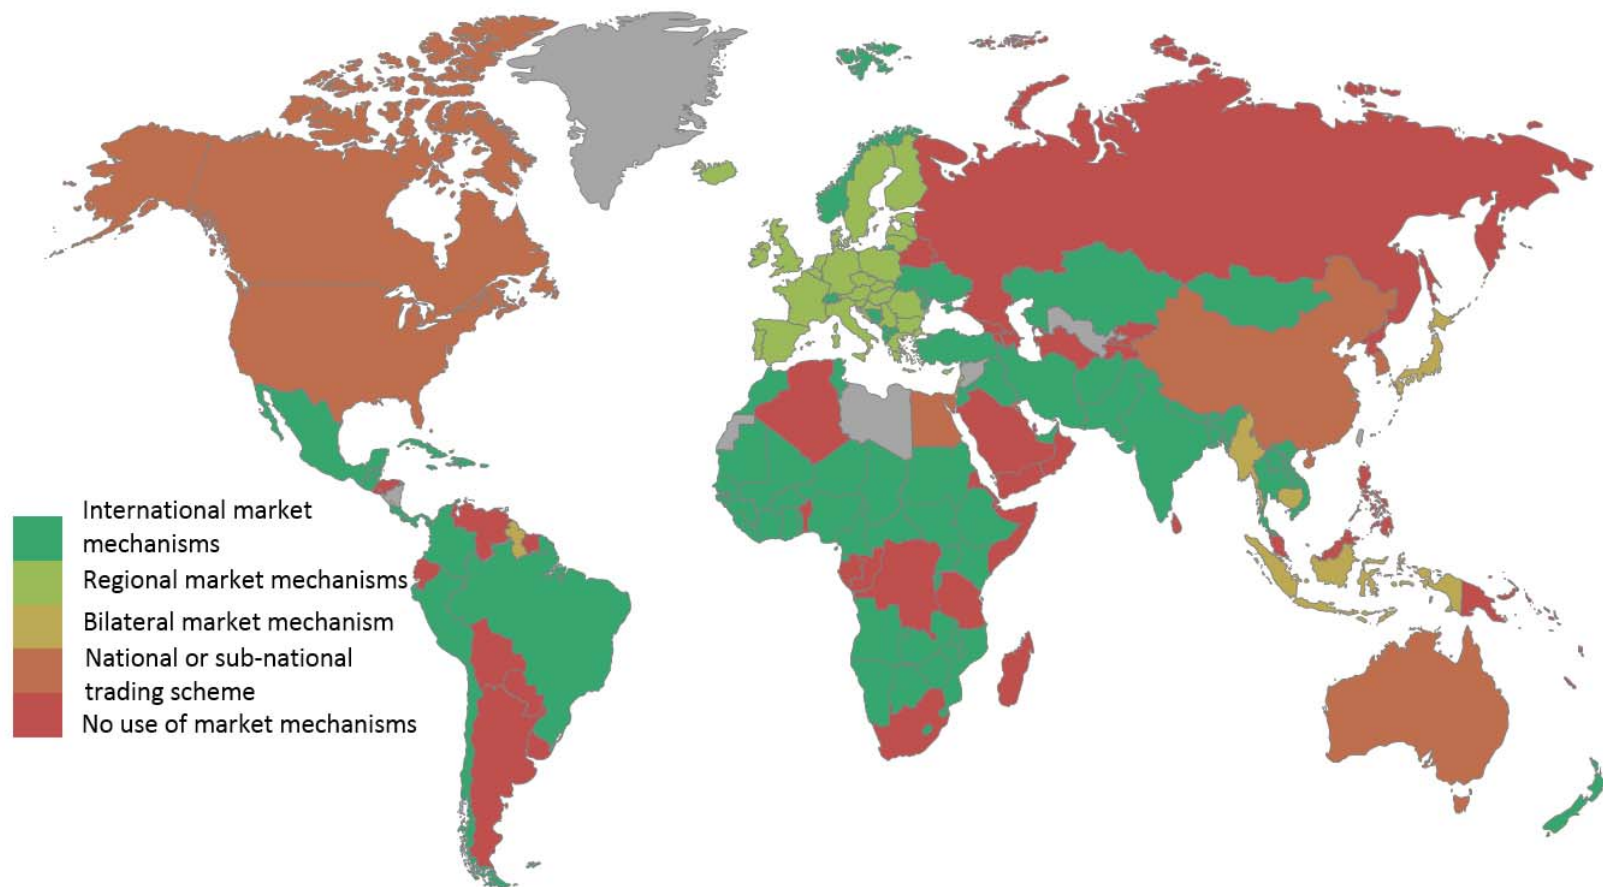 International market
mechanisms
Regional market mechanisms
Bilateral market mechanism
National or sub-national
trading scheme
No use of market mechanisms